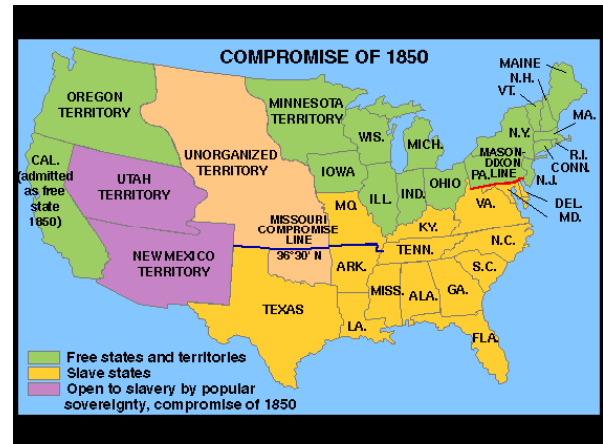 COMPROMISE OF 1850
MAINE
N.H.
VT.
MA.
OREGON
TERRITORY
MINNESOTA
TERRITORY
N.Y.
WIS.
MICH.
MASON-
DIXON
LINE
R.I.
CONN.
CAL.
(admitted
as free
state
1850)
UNORGANIZED
TERRITORY
UTAH
TERRITORY
IOWA
ILL.
IND.
OHIO
PA.
N.J.
DEL.
MD.
MO.
VA.
KY.
MISSOURI
COMPROMISE
LINE
36°30' N
NEW MEXICO
TERRITORY
TENN.
N.C.
ARK.
S.C.
MISS.
ALA.
GA.
TEXAS
LA.
FLA.
Free states and territories
Slave states
Open to slavery by popular
sovereignty, compromise of 1850